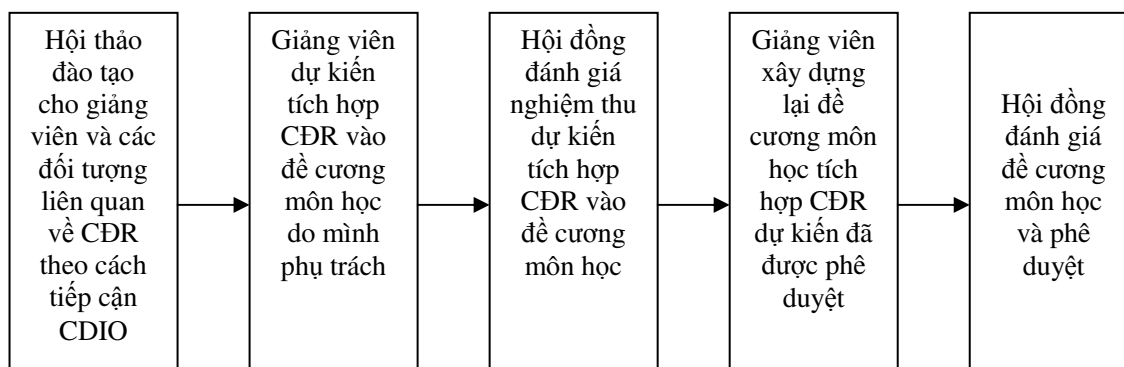 Hội thảo
đào tạo
cho giảng
viên và các
đối tượng
liên quan
về CĐR
theo cách
tiếp cận
CDIO
Giảng viên
dự kiến
tích hợp
CĐR vào
đề cương
môn học
do mình
phụ trách
Hội đồng
đánh giá
nghiệm thu
dự kiến
tích hợp
CĐR vào
đề cương
môn học
Giảng viên
xây dựng
lại đề
cương môn
học tích
hợp CĐR
dự kiến đã
được phê
duyệt
Hội đồng
đánh giá
đề cương
môn học
và phê
duyệt